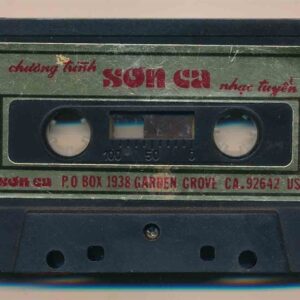 chương trình sơn ca nhạc tuyển
100 50 0
sơn ca P.O BOX 1938 GARDEN GROVE CA. 92642 US